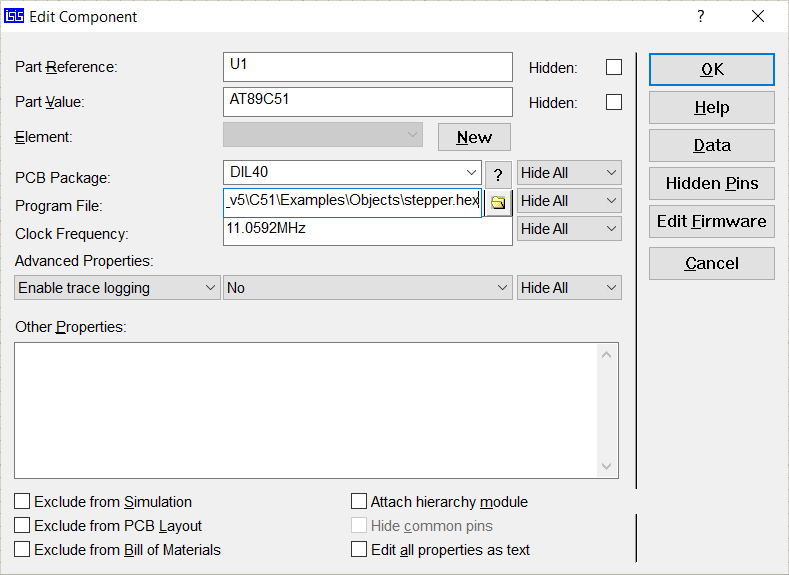 isis Edit Component ? ×
Part Reference: U1 Hidden:
Part Value: AT89C51 Hidden:
Element: New
PCB Package: DIL40 ? Hide All
Program File: _v5\C51\Examples\Objects\stepper.hex Hide All
Clock Frequency: 11.0592MHz Hide All
Advanced Properties:
Enable trace logging No Hide All
Other Properties:
Exclude from Simulation Attach hierarchy module
Exclude from PCB Layout Hide common pins
Exclude from Bill of Materials Edit all properties as text
OK
Help
Data
Hidden Pins
Edit Firmware
Cancel